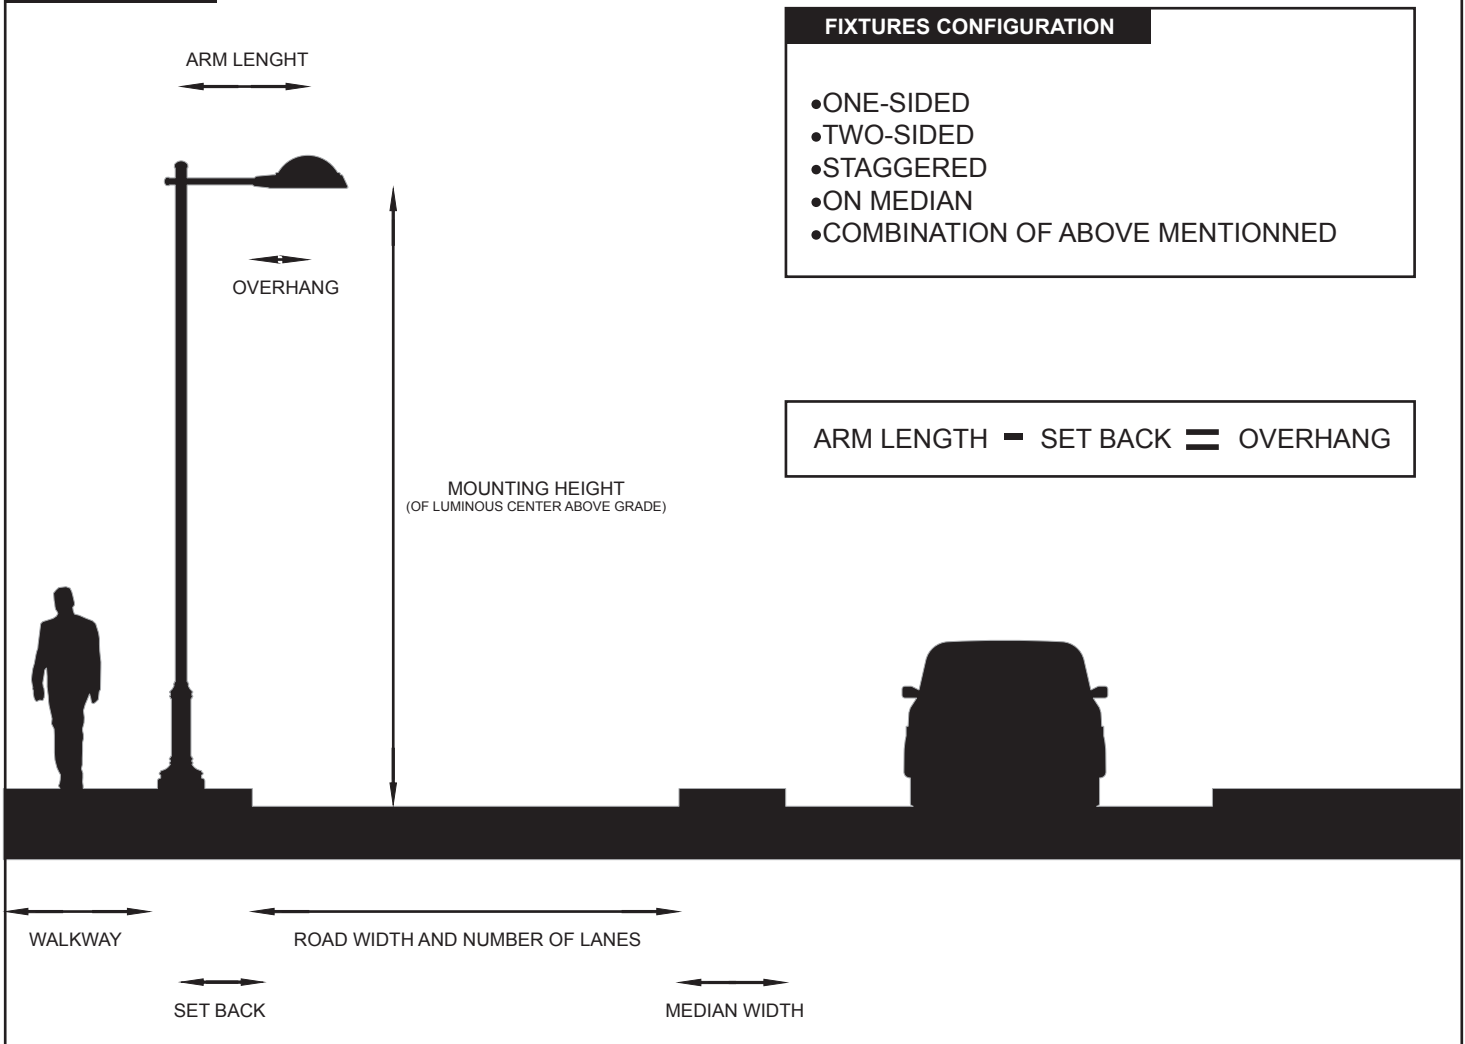 FIXTURES CONFIGURATION
ARM LENGHT
•ONE-SIDED
•TWO-SIDED
•STAGGERED
•ON MEDIAN
•COMBINATION OF ABOVE MENTIONNED
OVERHANG
ARM LENGTH - SET BACK = OVERHANG
MOUNTING HEIGHT
(OF LUMINOUS CENTER ABOVE GRADE)
WALKWAY
ROAD WIDTH AND NUMBER OF LANES
SET BACK
MEDIAN WIDTH